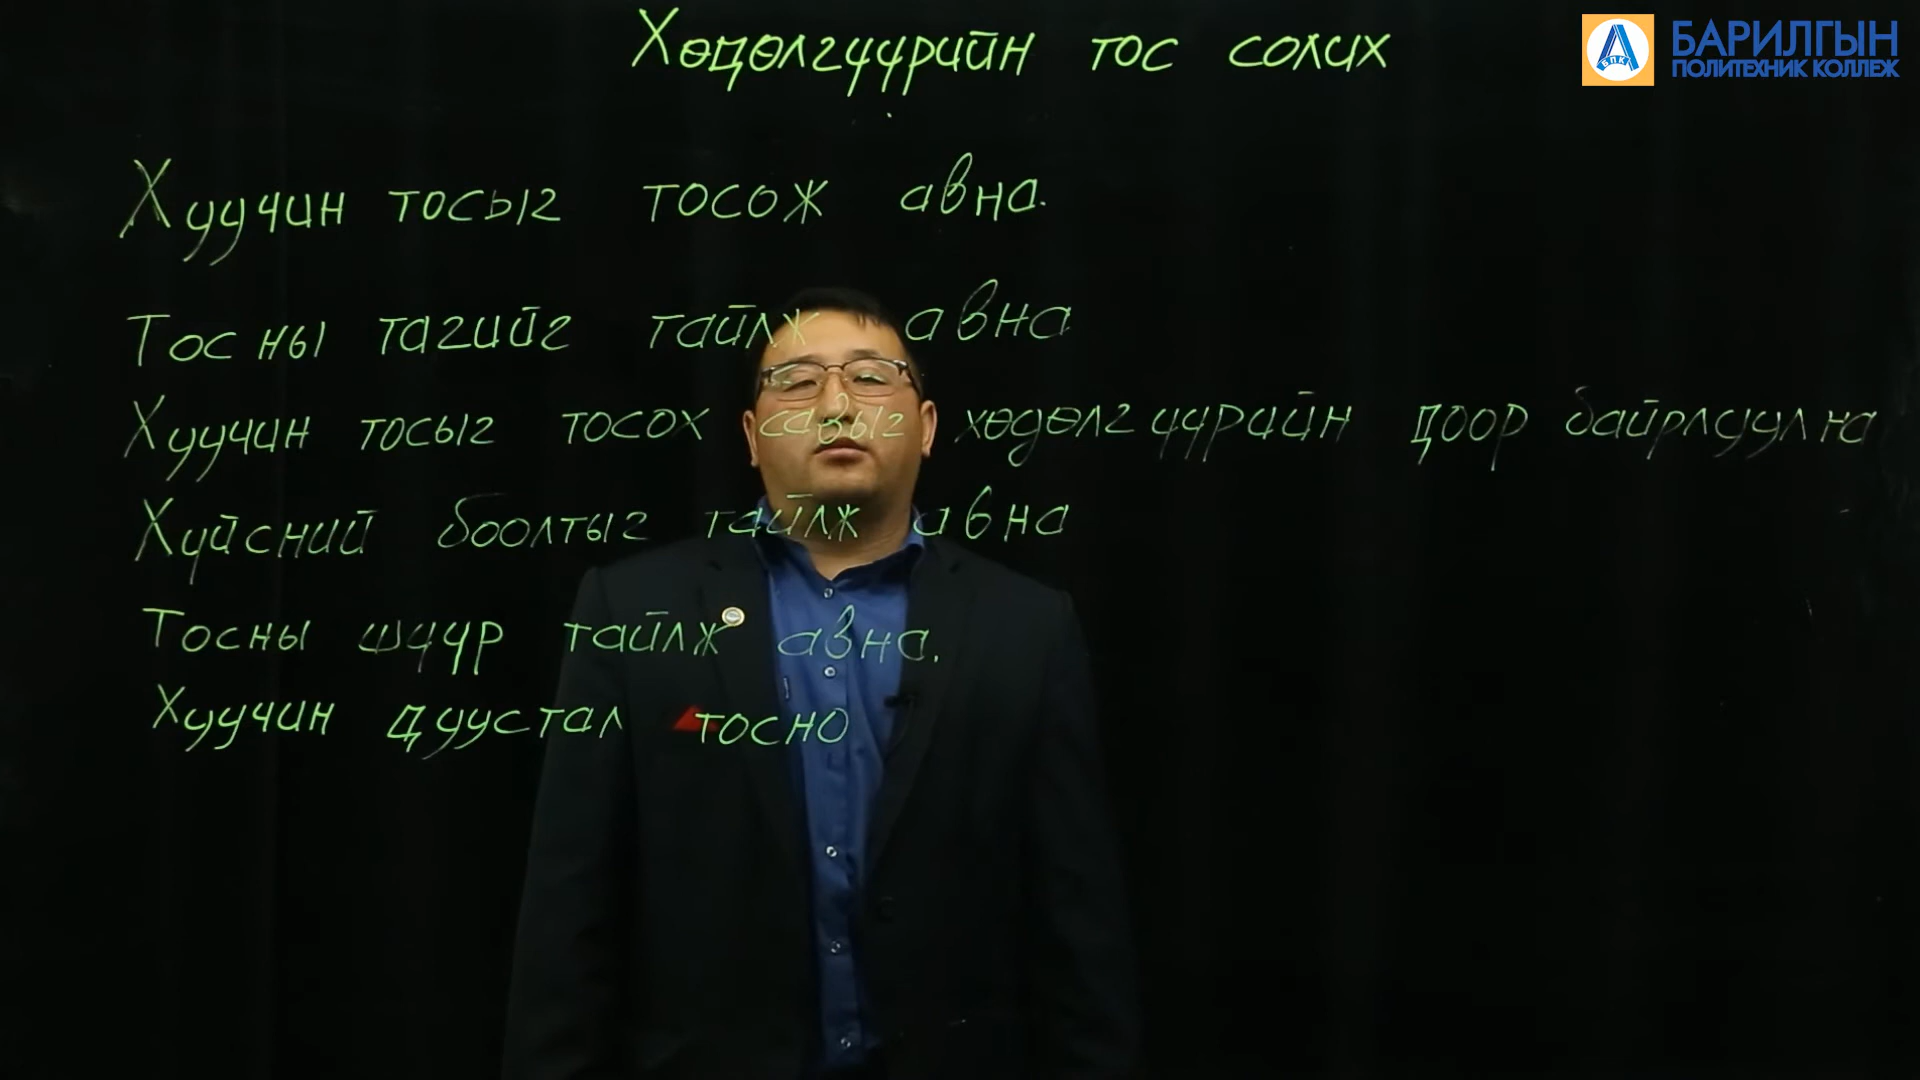 Хөдөлгүүрийн тос солих
БАРИЛГЫН
ПОЛИТЕХНИК КОЛЛЕЖ
БПК
Хуучин тосыг тосож авна.
Тосны тагийг тайлж авна
Хуучин тосыг тосох савыг хөдөлгүүрийн доор байрлуулна
Хүйсний боолтыг тайлж авна
Тосны шүүр тайлж авна.
Хуучин дуустал тосно